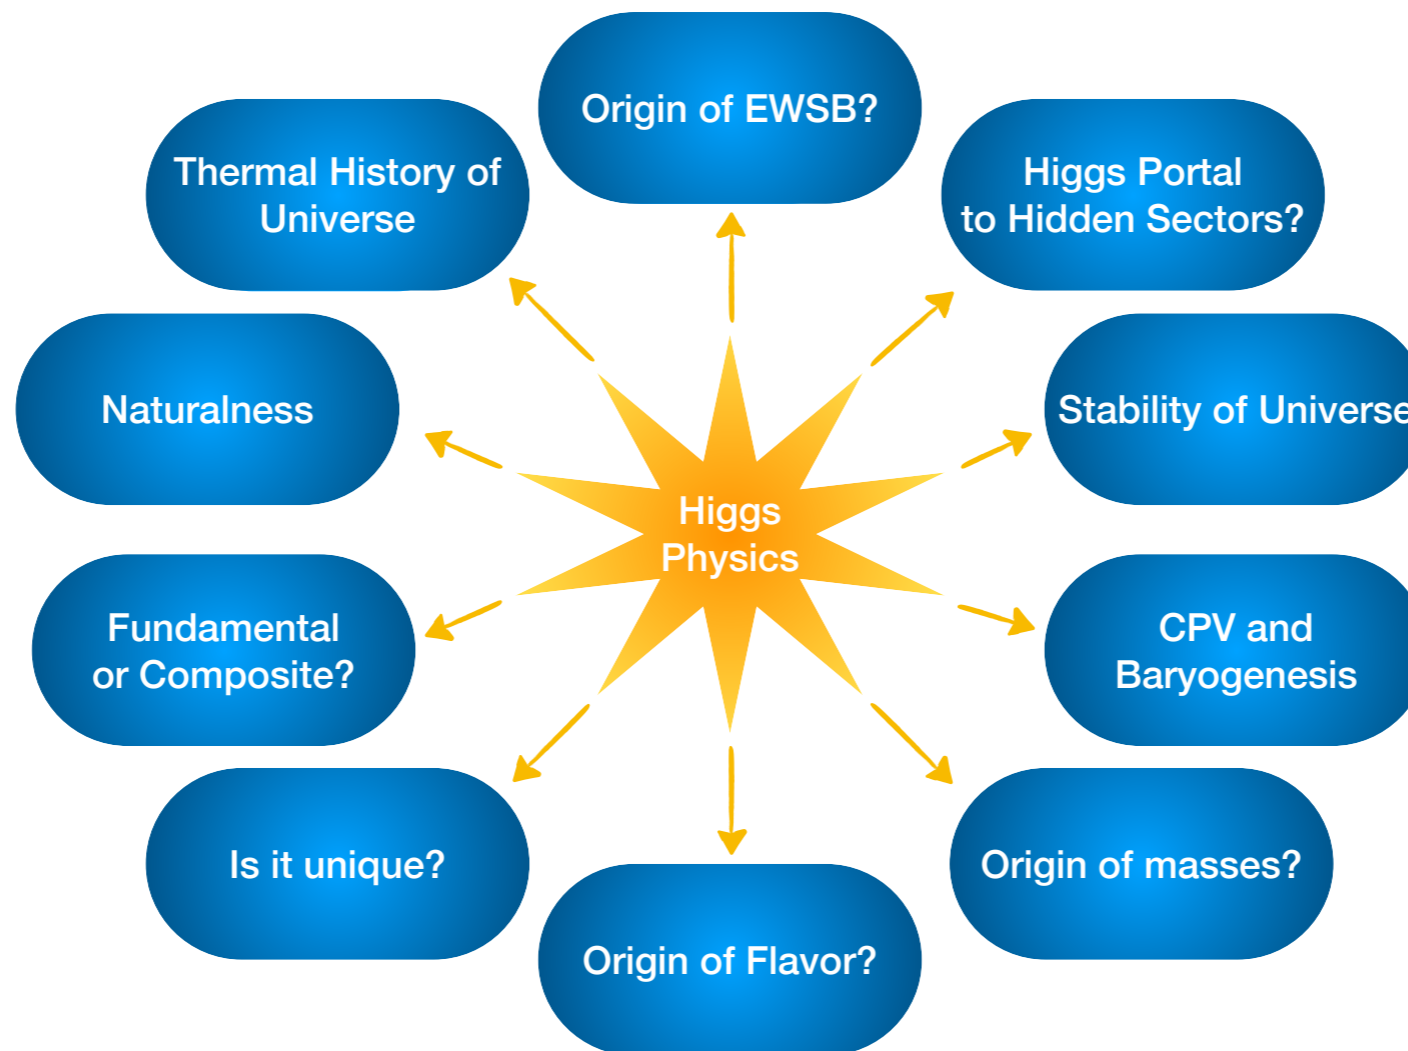 Origin of EWSB?
Thermal History of
Universe
Higgs Portal
to Hidden Sectors?
Naturalness
Stability of Universe
Higgs
Physics
Fundamental
or Composite?
CPV and
Baryogenesis
Is it unique?
Origin of masses?
Origin of Flavor?